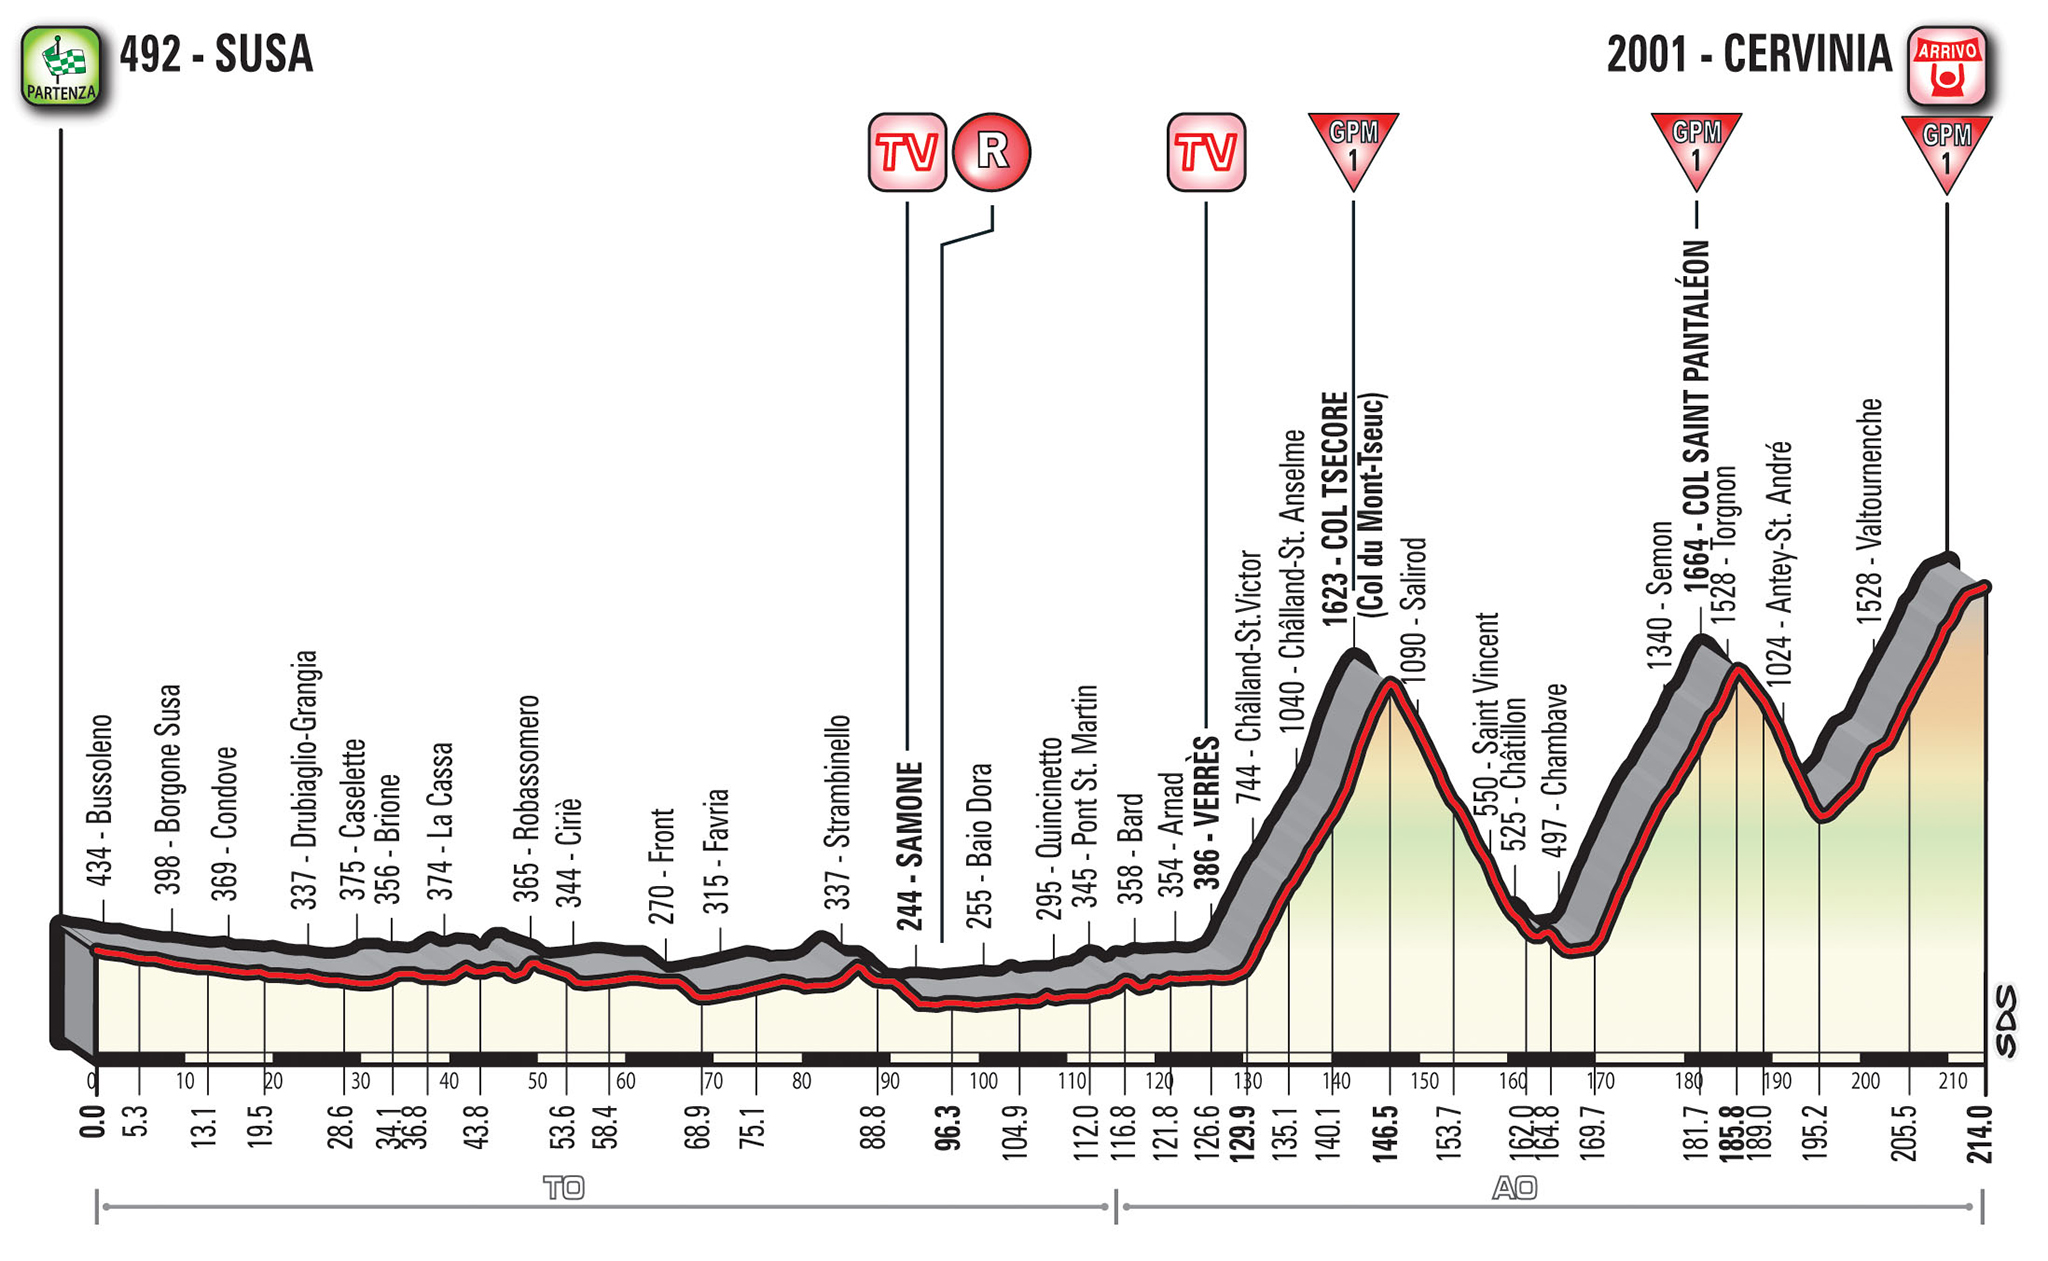 PARTENZA
492 - SUSA
2001 - CERVINIA
ARRIVO
TV
R
TV
GPM
1
GPM
1
GPM
1
434 - Bussoleno
398 - Borgone Susa
369 - Condove
337 - Drubiaglio-Grangia
375 - Caselette
356 - Brione
374 - La Cassa
365 - Robassomero
344 - Ciriè
270 - Front
315 - Favria
337 - Strambinello
244 - SAMONE
255 - Baio Dora
295 - Quincinetto
345 - Pont St. Martin
358 - Bard
354 - Arnad
386 - VERRÈS
744 - Châlland-St.Victor
1040 - Châlland-St. Anselme
1623 - COL TSECORE
(Col du Mont-Tseuc)
1090 - Salirod
550 - Saint Vincent
525 - Châtillon
497 - Chambave
1340 - Semon
1664 - COL SAINT PANTALÉON
1528 - Torgnon
1024 - Antey-St. André
1528 - Valtournenche
SDS
0 10 20 30 40 50 60 70 80 90 100 110 120 130 140 150 160 170 180 190 200 210
0.0
5.3
13.1
19.5
28.6
34.1
36.8
43.8
53.6
58.4
68.9
75.1
88.8
96.3
104.9
112.0
116.8
121.8
126.6
129.9
135.1
140.1
146.5
153.7
162.0
164.8
169.7
181.7
185.8
189.0
195.2
205.5
214.0
TO
AO